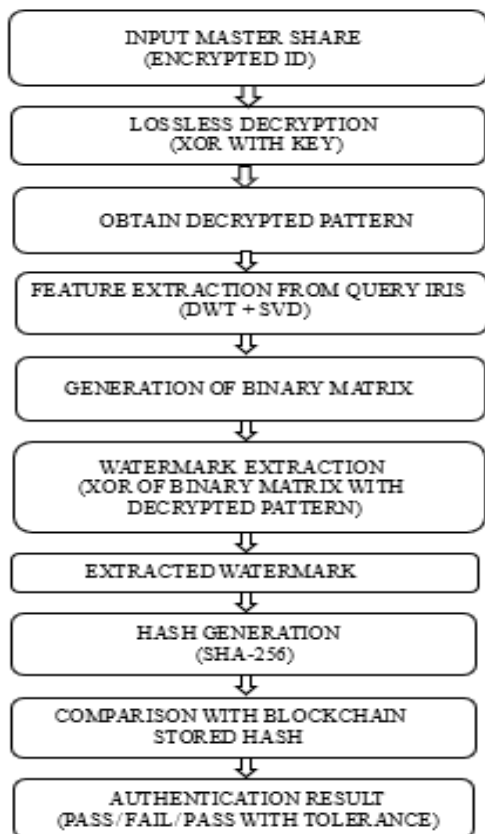 INPUT MASTER SHARE
(ENCRYPTED ID)
LOSSLESS DECRYPTION
(XOR WITH KEY)
OBTAIN DECRYPTED PATTERN
FEATURE EXTRACTION FROM QUERY IRIS
(DWT + SVD)
GENERATION OF BINARY MATRIX
WATERMARK EXTRACTION
(XOR OF BINARY MATRIX WITH
DECRYPTED PATTERN)
EXTRACTED WATERMARK
HASH GENERATION
(SHA-256)
COMPARISON WITH BLOCKCHAIN
STORED HASH
AUTHENTICATION RESULT
(PASS/FAIL/PASS WITH TOLERANCE)